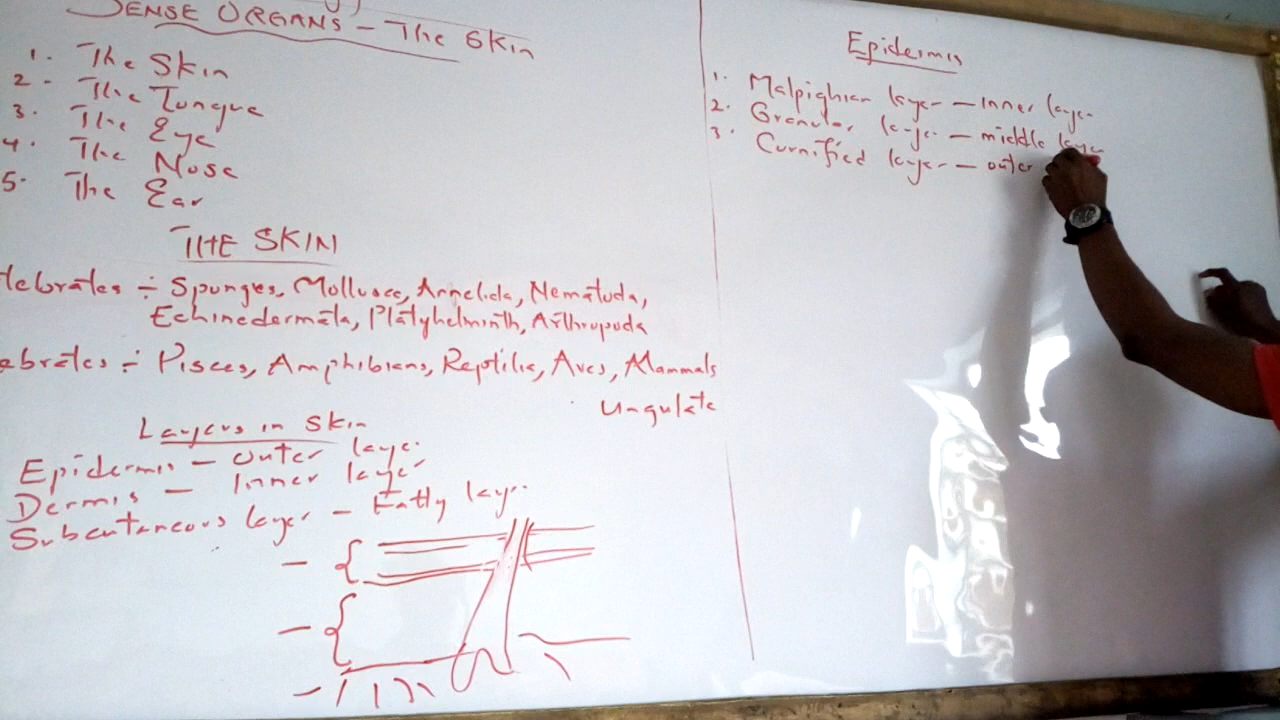 SENSE ORGANS – The Skin
1. The Skin
2. The Tongue
3. The Eye
4. The Nose
5. The Ear
THE SKIN
tebrates ÷ Sponges, Mollusca, Annelida, Nematoda,
Echinodermata, Platyhelminth, Arthropoda
ebrates ÷ Pisces, Amphibians, Reptilia, Aves, Mammals
Ungulate
Layers in Skin
Epidermis – Outer layer
Dermis – Inner layer
Subcutaneous layer – Fatty layer
Epidermis
1. Malpighian layer – Inner layer
2. Granular layer – middle layer
3. Cornified layer – outer